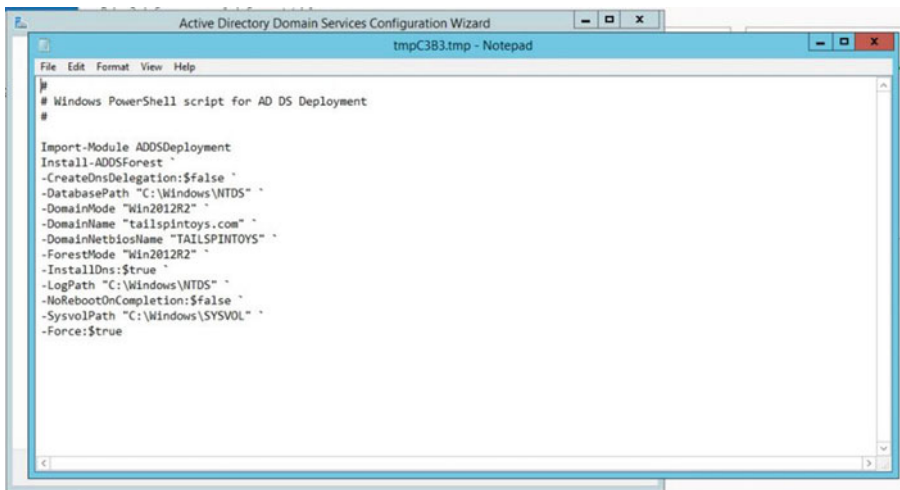 Active Directory Domain Services Configuration Wizard
tmpC3B3.tmp - Notepad
File Edit Format View Help
#
# Windows PowerShell script for AD DS Deployment
#
Import-Module ADDSDeployment
Install-ADDSForest `
-CreateDnsDelegation:$false `
-DatabasePath "C:\Windows\NTDS" `
-DomainMode "Win2012R2" `
-DomainName "tailspintoys.com" `
-DomainNetbiosName "TAILSPINTOYS" `
-ForestMode "Win2012R2" `
-InstallDns:$true `
-LogPath "C:\Windows\NTDS" `
-NoRebootOnCompletion:$false `
-SysvolPath "C:\Windows\SYSVOL" `
-Force:$true